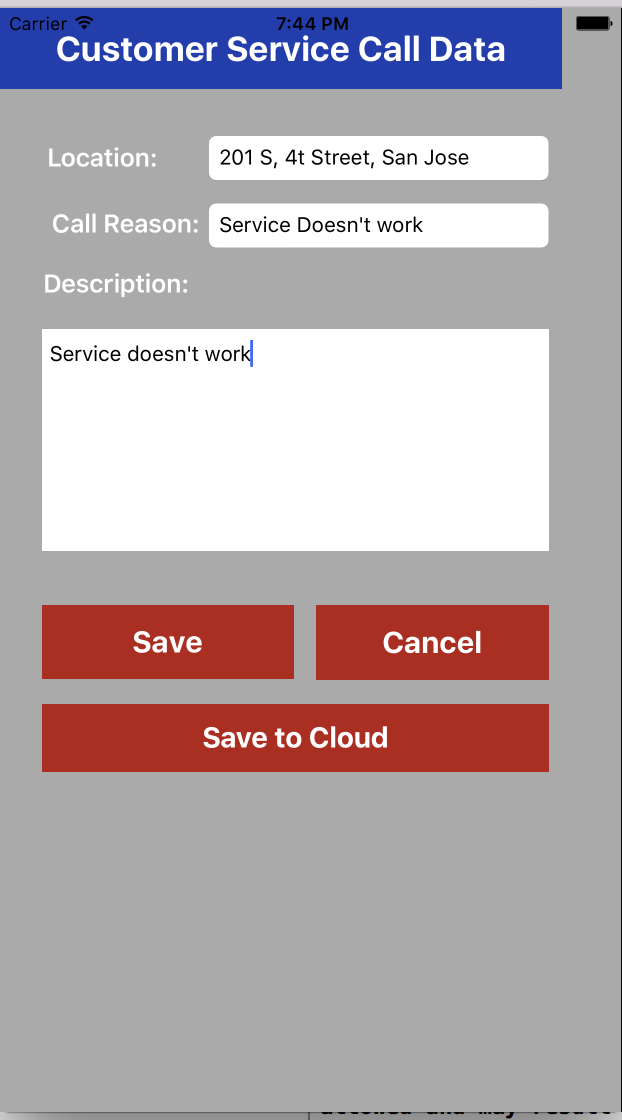 Carrier 7:44 PM
Customer Service Call Data
Location: 201 S, 4t Street, San Jose
Call Reason: Service Doesn't work
Description:
Service doesn't work
Save Cancel
Save to Cloud